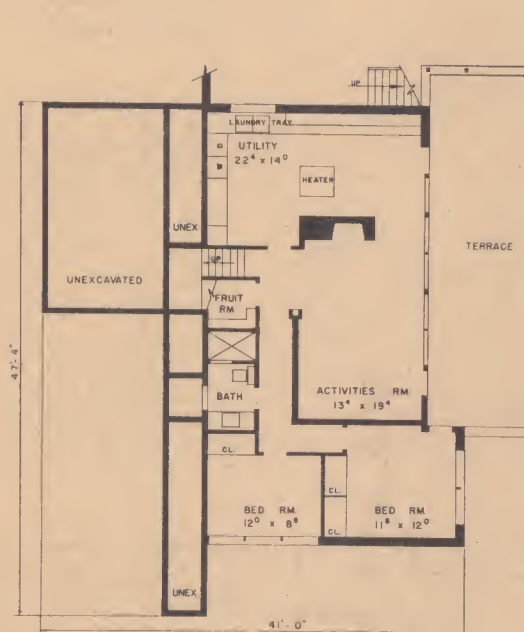 UP
LAUNDRY TRAY
UTILITY
22⁴ x 14⁰
D
W
HEATER
UNEX
TERRACE
UNEXCAVATED
UP
FRUIT
RM
47'-4"
ACTIVITIES RM
13⁴ x 19⁴
BATH
CL.
CL.
BED RM
12⁰ x 8⁸
BED RM
11⁸ x 12⁰
CL.
UNEX
41'-0"